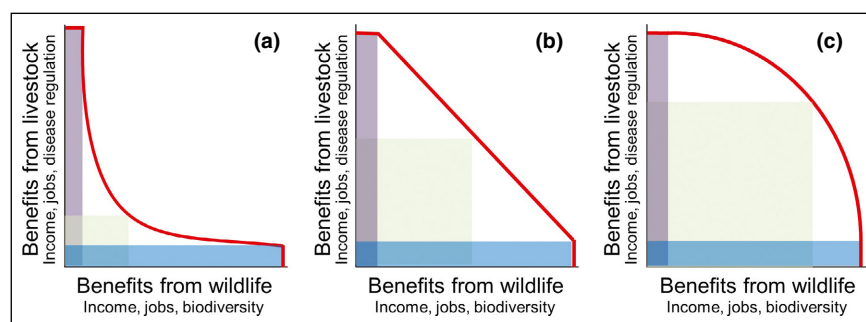 (a)
Benefits from livestock
Income, jobs, disease regulation
Benefits from wildlife
Income, jobs, biodiversity
(b)
Benefits from livestock
Income, jobs, disease regulation
Benefits from wildlife
Income, jobs, biodiversity
(c)
Benefits from livestock
Income, jobs, disease regulation
Benefits from wildlife
Income, jobs, biodiversity